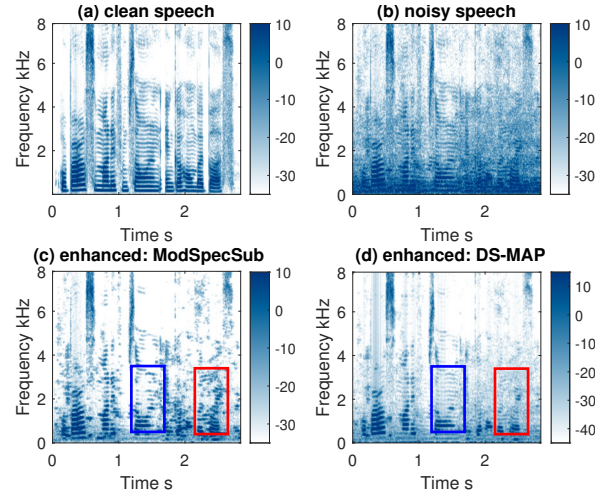 (a) clean speech
8
6
4
2
0
Frequency kHz
0 1 2
Time s
10
0
-10
-20
-30
(b) noisy speech
8
6
4
2
0
Frequency kHz
0 1 2
Time s
10
0
-10
-20
-30
(c) enhanced: ModSpecSub
8
6
4
2
0
Frequency kHz
0 1 2
Time s
10
0
-10
-20
-30
(d) enhanced: DS-MAP
8
6
4
2
0
Frequency kHz
0 1 2
Time s
10
0
-10
-20
-30
-40